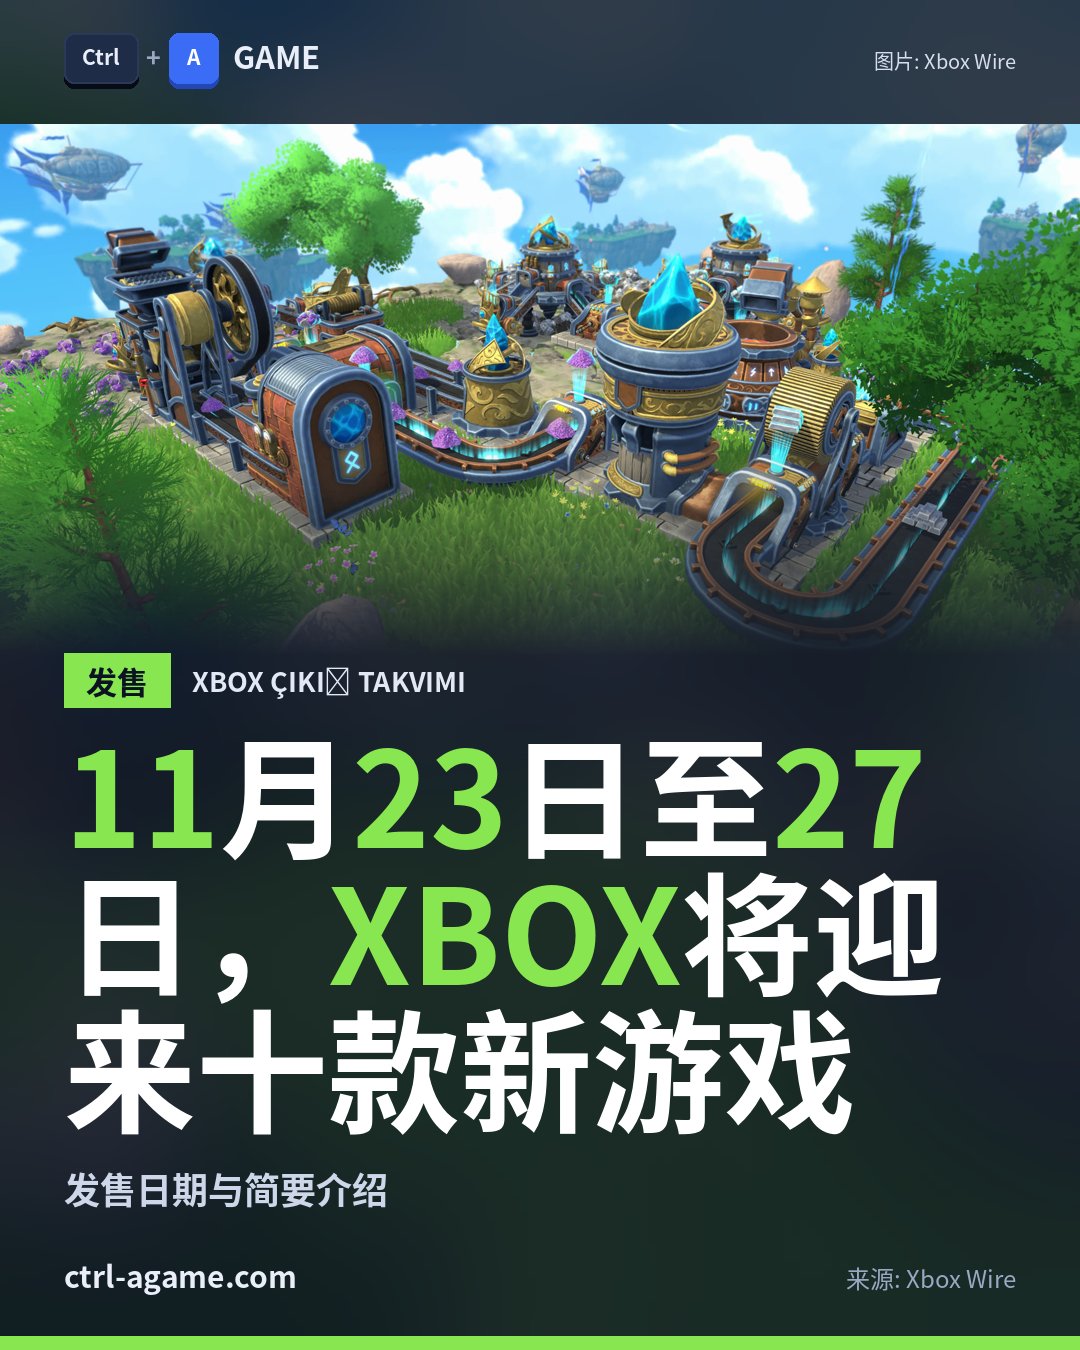 Ctrl + A GAME
图片: Xbox Wire
发售 XBOX ÇIKI TAKVIMI
11月23日至27
日，XBOX将迎
来十款新游戏
发售日期与简要介绍
ctrl-agame.com
来源: Xbox Wire